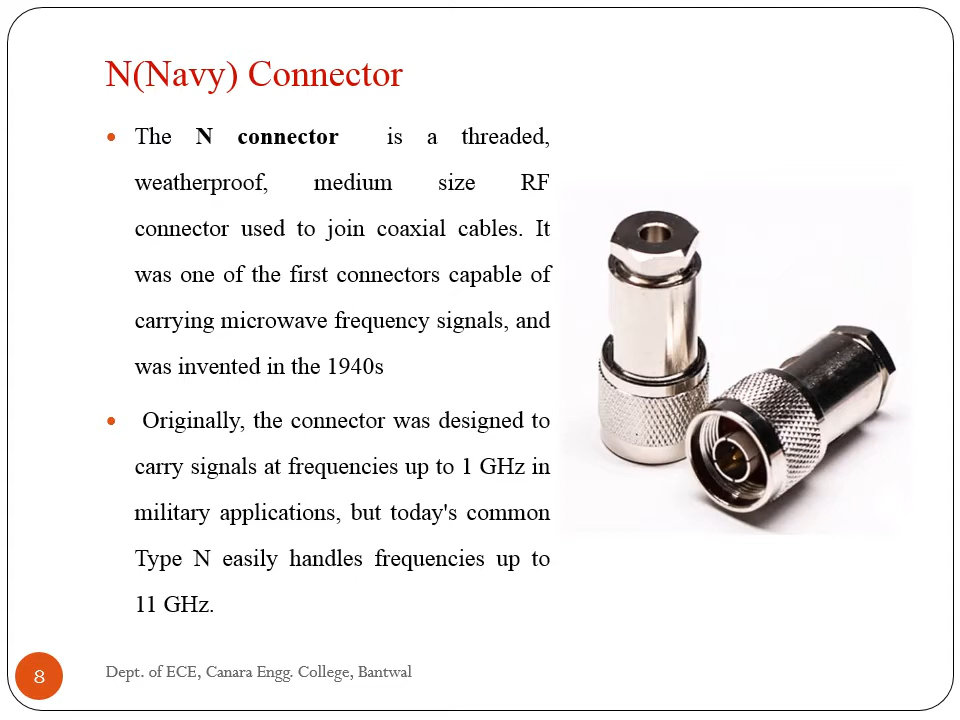 N(Navy) Connector
The N connector is a threaded,
weatherproof, medium size RF
connector used to join coaxial cables. It
was one of the first connectors capable of
carrying microwave frequency signals, and
was invented in the 1940s
Originally, the connector was designed to
carry signals at frequencies up to 1 GHz in
military applications, but today's common
Type N easily handles frequencies up to
11 GHz.
8
Dept. of ECE, Canara Engg. College, Bantwal